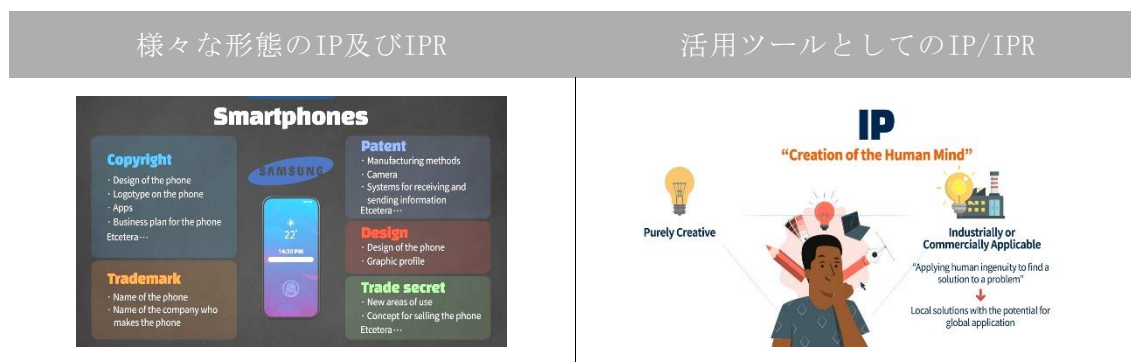 様々な形態のIP及びIPR
活用ツールとしてのIP/IPR
Smartphones
Copyright
· Design of the phone
· Logotype on the phone
· Apps
· Business plan for the phone
Etcetera···
Trademark
· Name of the phone
· Name of the company who
makes the phone
SAMSUNG
22°
14:00 PM
Patent
· Manufacturing methods
· Camera
· Systems for receiving and
sending information
Etcetera···
Design
· Design of the phone
· Graphic profile
Trade secret
· New areas of use
· Concept for selling the phone
Etcetera···
IP
“Creation of the Human Mind”
Purely Creative
Industrially or
Commercially Applicable
“Applying human ingenuity to find a
solution to a problem”
Local solutions with the potential for
global application